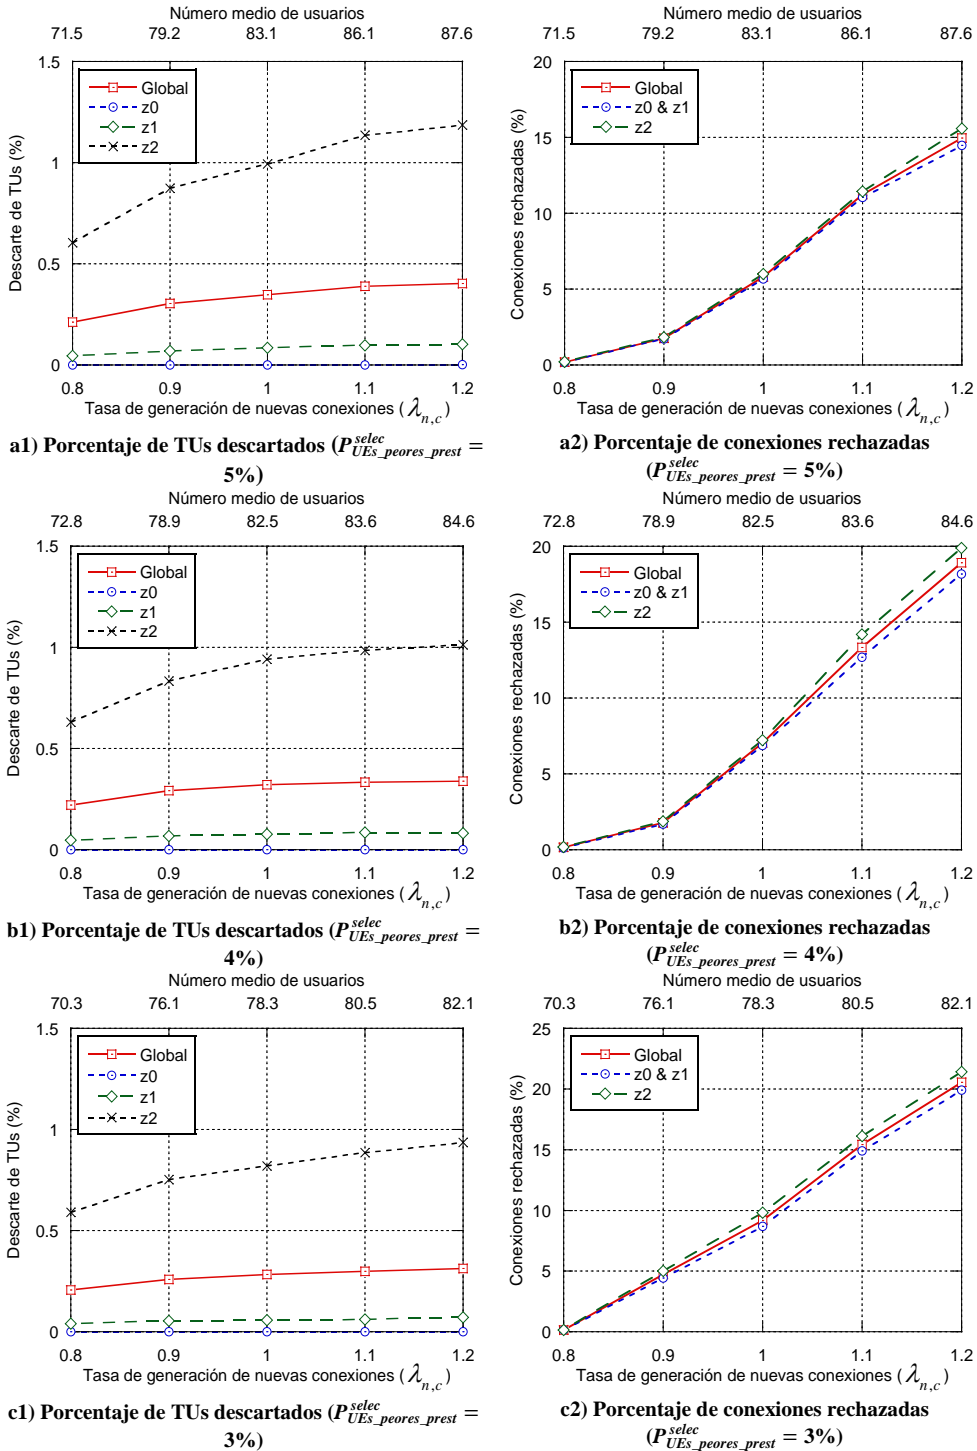 Número medio de usuarios
71.5 79.2 83.1 86.1 87.6
1.5
1
0.5
0
Descarte de TUs (%)
Global
z0
z1
z2
0.8 0.9 1 1.1 1.2
Tasa de generación de nuevas conexiones (λn,c)
a1) Porcentaje de TUs descartados (P^selec_UEs_peores_prest =
5%)
Número medio de usuarios
71.5 79.2 83.1 86.1 87.6
20
15
10
5
0
Conexiones rechazadas (%)
Global
z0 & z1
z2
0.8 0.9 1 1.1 1.2
Tasa de generación de nuevas conexiones (λn,c)
a2) Porcentaje de conexiones rechazadas
(P^selec_UEs_peores_prest = 5%)
Número medio de usuarios
72.8 78.9 82.5 83.6 84.6
1.5
1
0.5
0
Descarte de TUs (%)
Global
z0
z1
z2
0.8 0.9 1 1.1 1.2
Tasa de generación de nuevas conexiones (λn,c)
b1) Porcentaje de TUs descartados (P^selec_UEs_peores_prest =
4%)
Número medio de usuarios
72.8 78.9 82.5 83.6 84.6
20
15
10
5
0
Conexiones rechazadas (%)
Global
z0 & z1
z2
0.8 0.9 1 1.1 1.2
Tasa de generación de nuevas conexiones (λn,c)
b2) Porcentaje de conexiones rechazadas
(P^selec_UEs_peores_prest = 4%)
Número medio de usuarios
70.3 76.1 78.3 80.5 82.1
1.5
1
0.5
0
Descarte de TUs (%)
Global
z0
z1
z2
0.8 0.9 1 1.1 1.2
Tasa de generación de nuevas conexiones (λn,c)
c1) Porcentaje de TUs descartados (P^selec_UEs_peores_prest =
3%)
Número medio de usuarios
70.3 76.1 78.3 80.5 82.1
25
20
15
10
5
0
Conexiones rechazadas (%)
Global
z0 & z1
z2
0.8 0.9 1 1.1 1.2
Tasa de generación de nuevas conexiones (λn,c)
c2) Porcentaje de conexiones rechazadas
(P^selec_UEs_peores_prest = 3%)